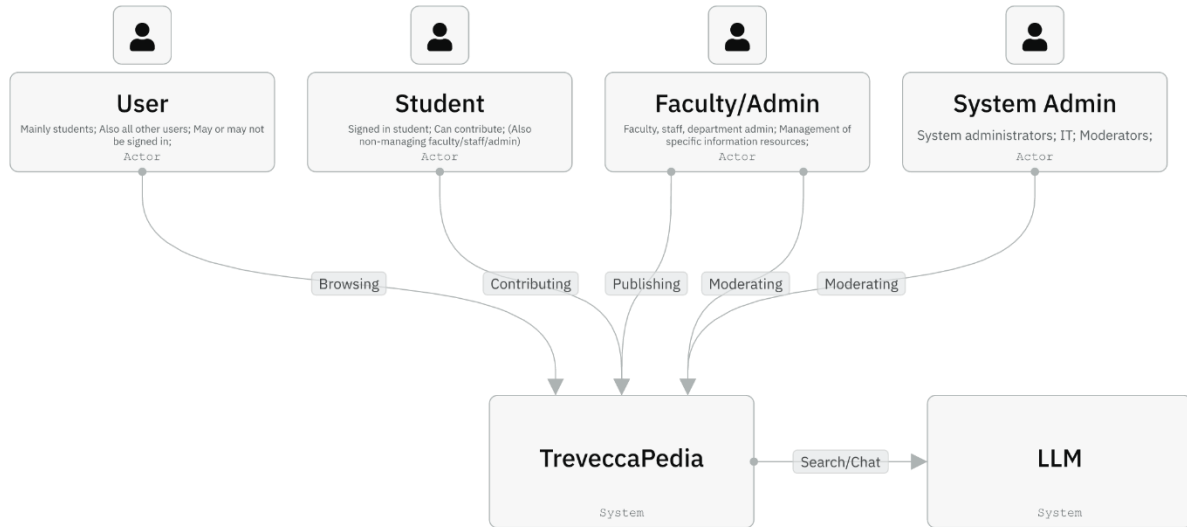 User
Mainly students; Also all other users; May or may not
be signed in;
Actor
Student
Signed in student; Can contribute; (Also
non-managing faculty/staff/admin)
Actor
Faculty/Admin
Faculty, staff, department admin; Management of
specific information resources;
Actor
System Admin
System administrators; IT; Moderators;
Actor
Browsing
Contributing
Publishing
Moderating
Moderating
TreveccaPedia
System
Search/Chat
LLM
System